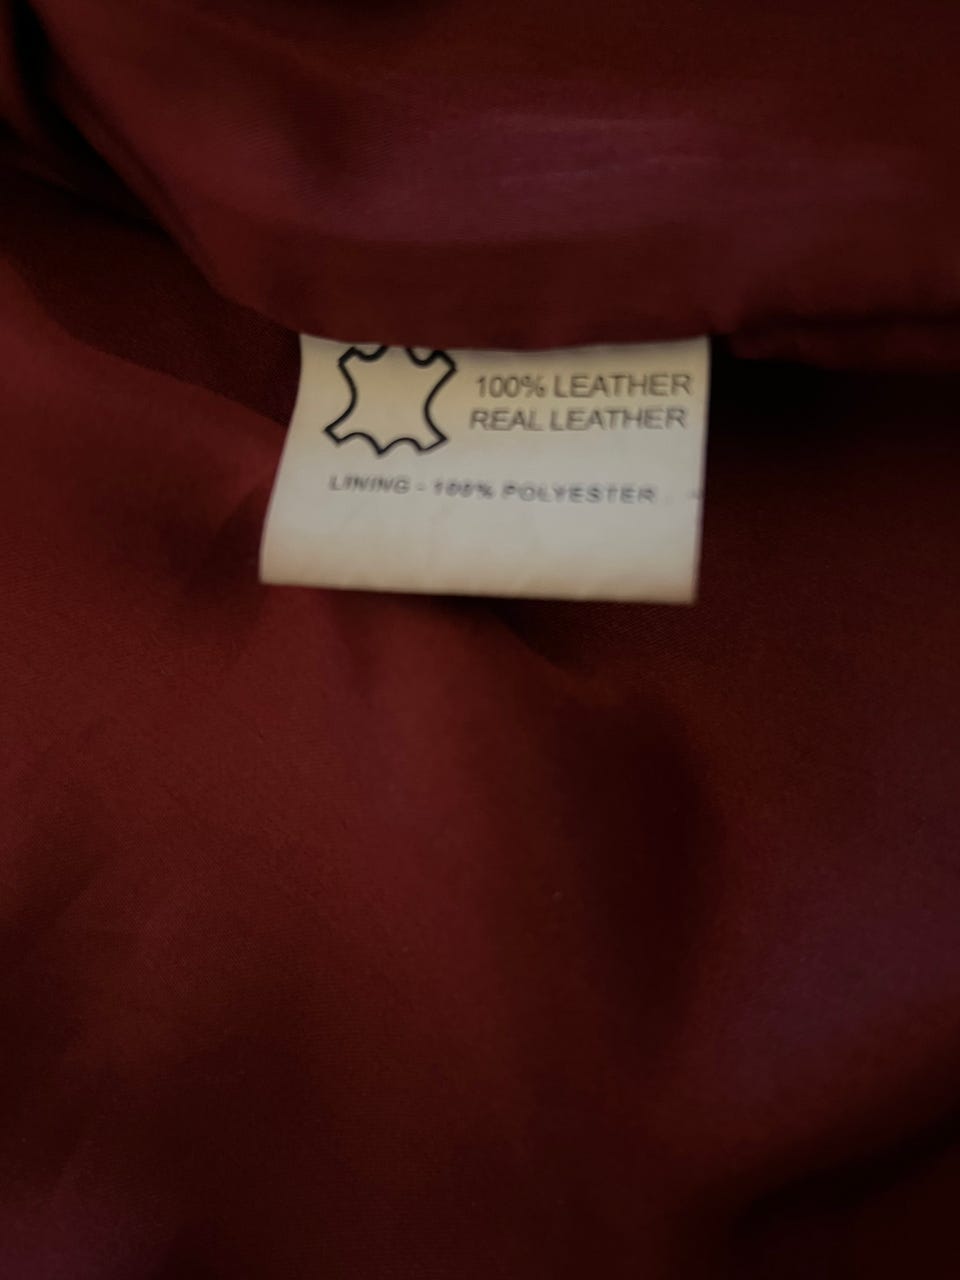 100% LEATHER
REAL LEATHER
LINING - 100% POLYESTER